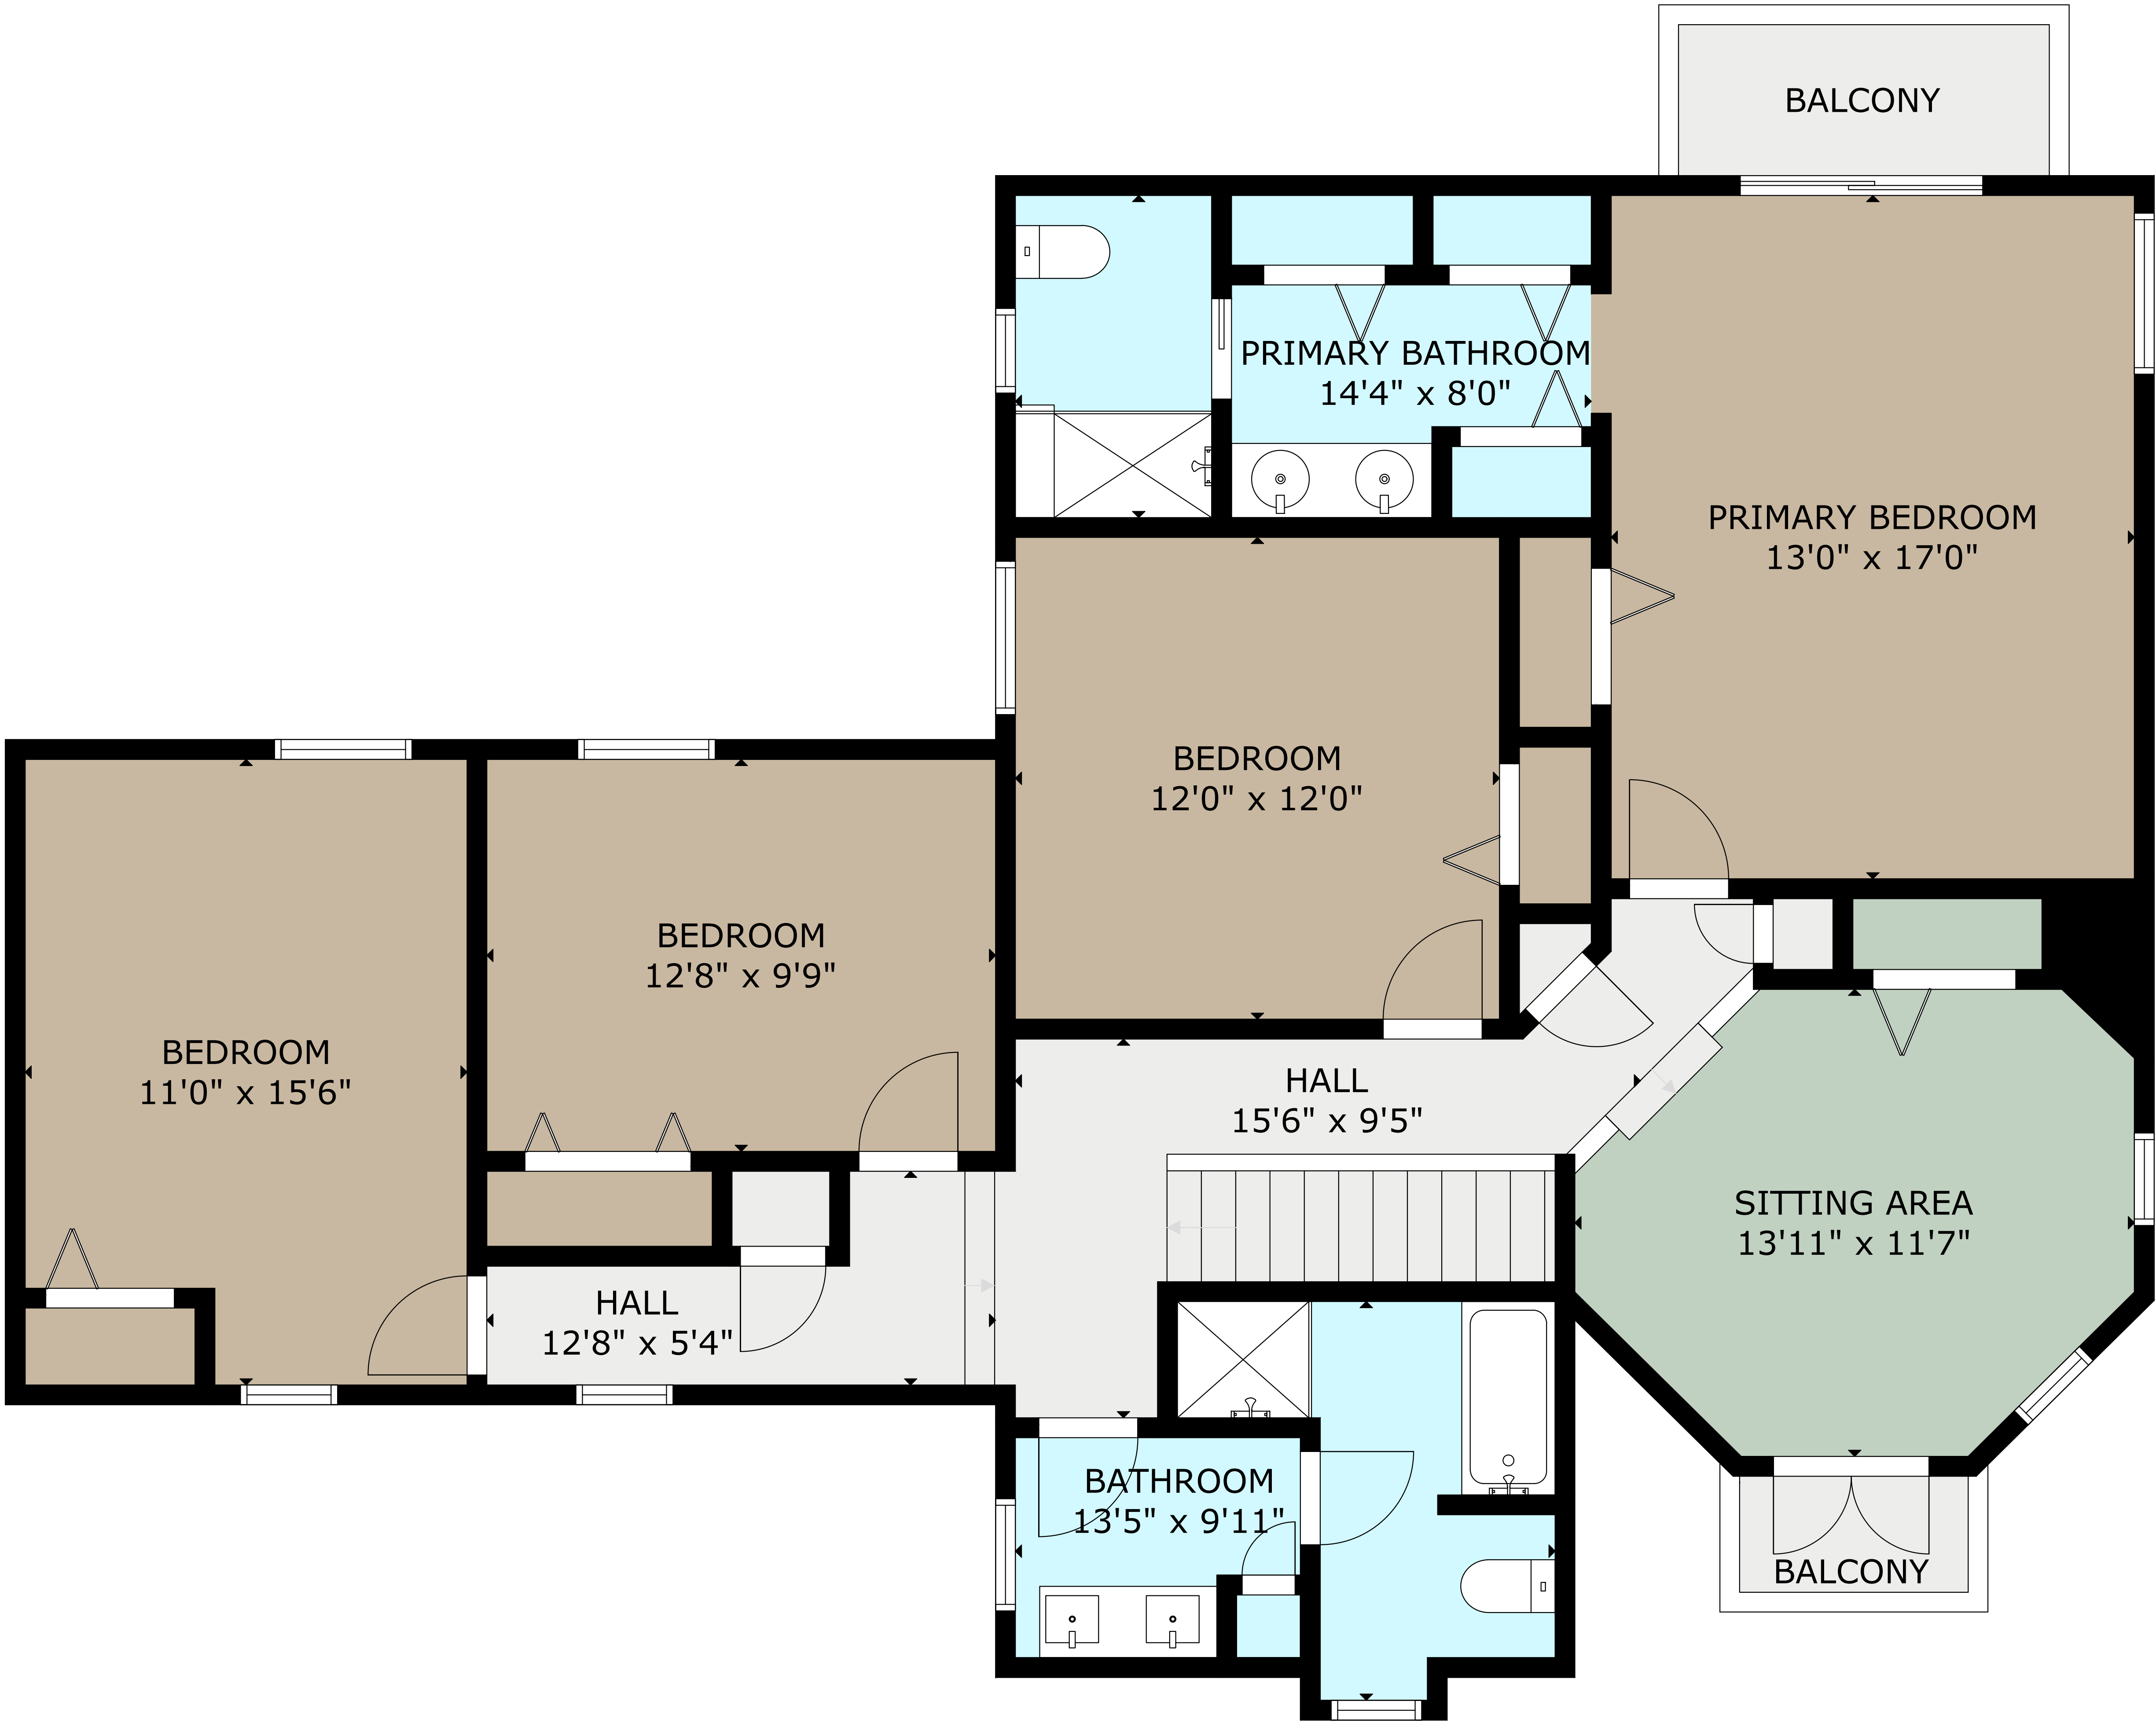 BALCONY
PRIMARY BATHROOM
14'4" x 8'0"
PRIMARY BEDROOM
13'0" x 17'0"
BEDROOM
12'0" x 12'0"
BEDROOM
12'8" x 9'9"
BEDROOM
11'0" x 15'6"
HALL
15'6" x 9'5"
SITTING AREA
13'11" x 11'7"
HALL
12'8" x 5'4"
BATHROOM
13'5" x 9'11"
BALCONY